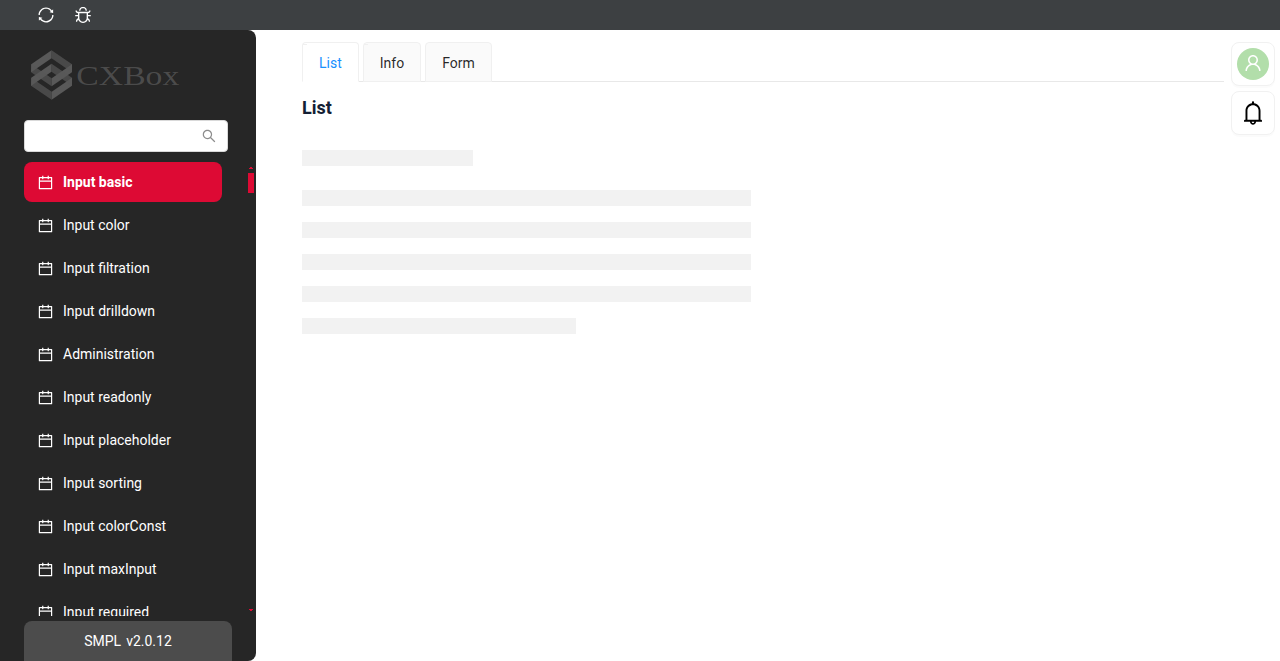 CXBox
List
Info
Form
List
Input basic
Input color
Input filtration
Input drilldown
Administration
Input readonly
Input placeholder
Input sorting
Input colorConst
Input maxInput
Input required
SMPL v2.0.12